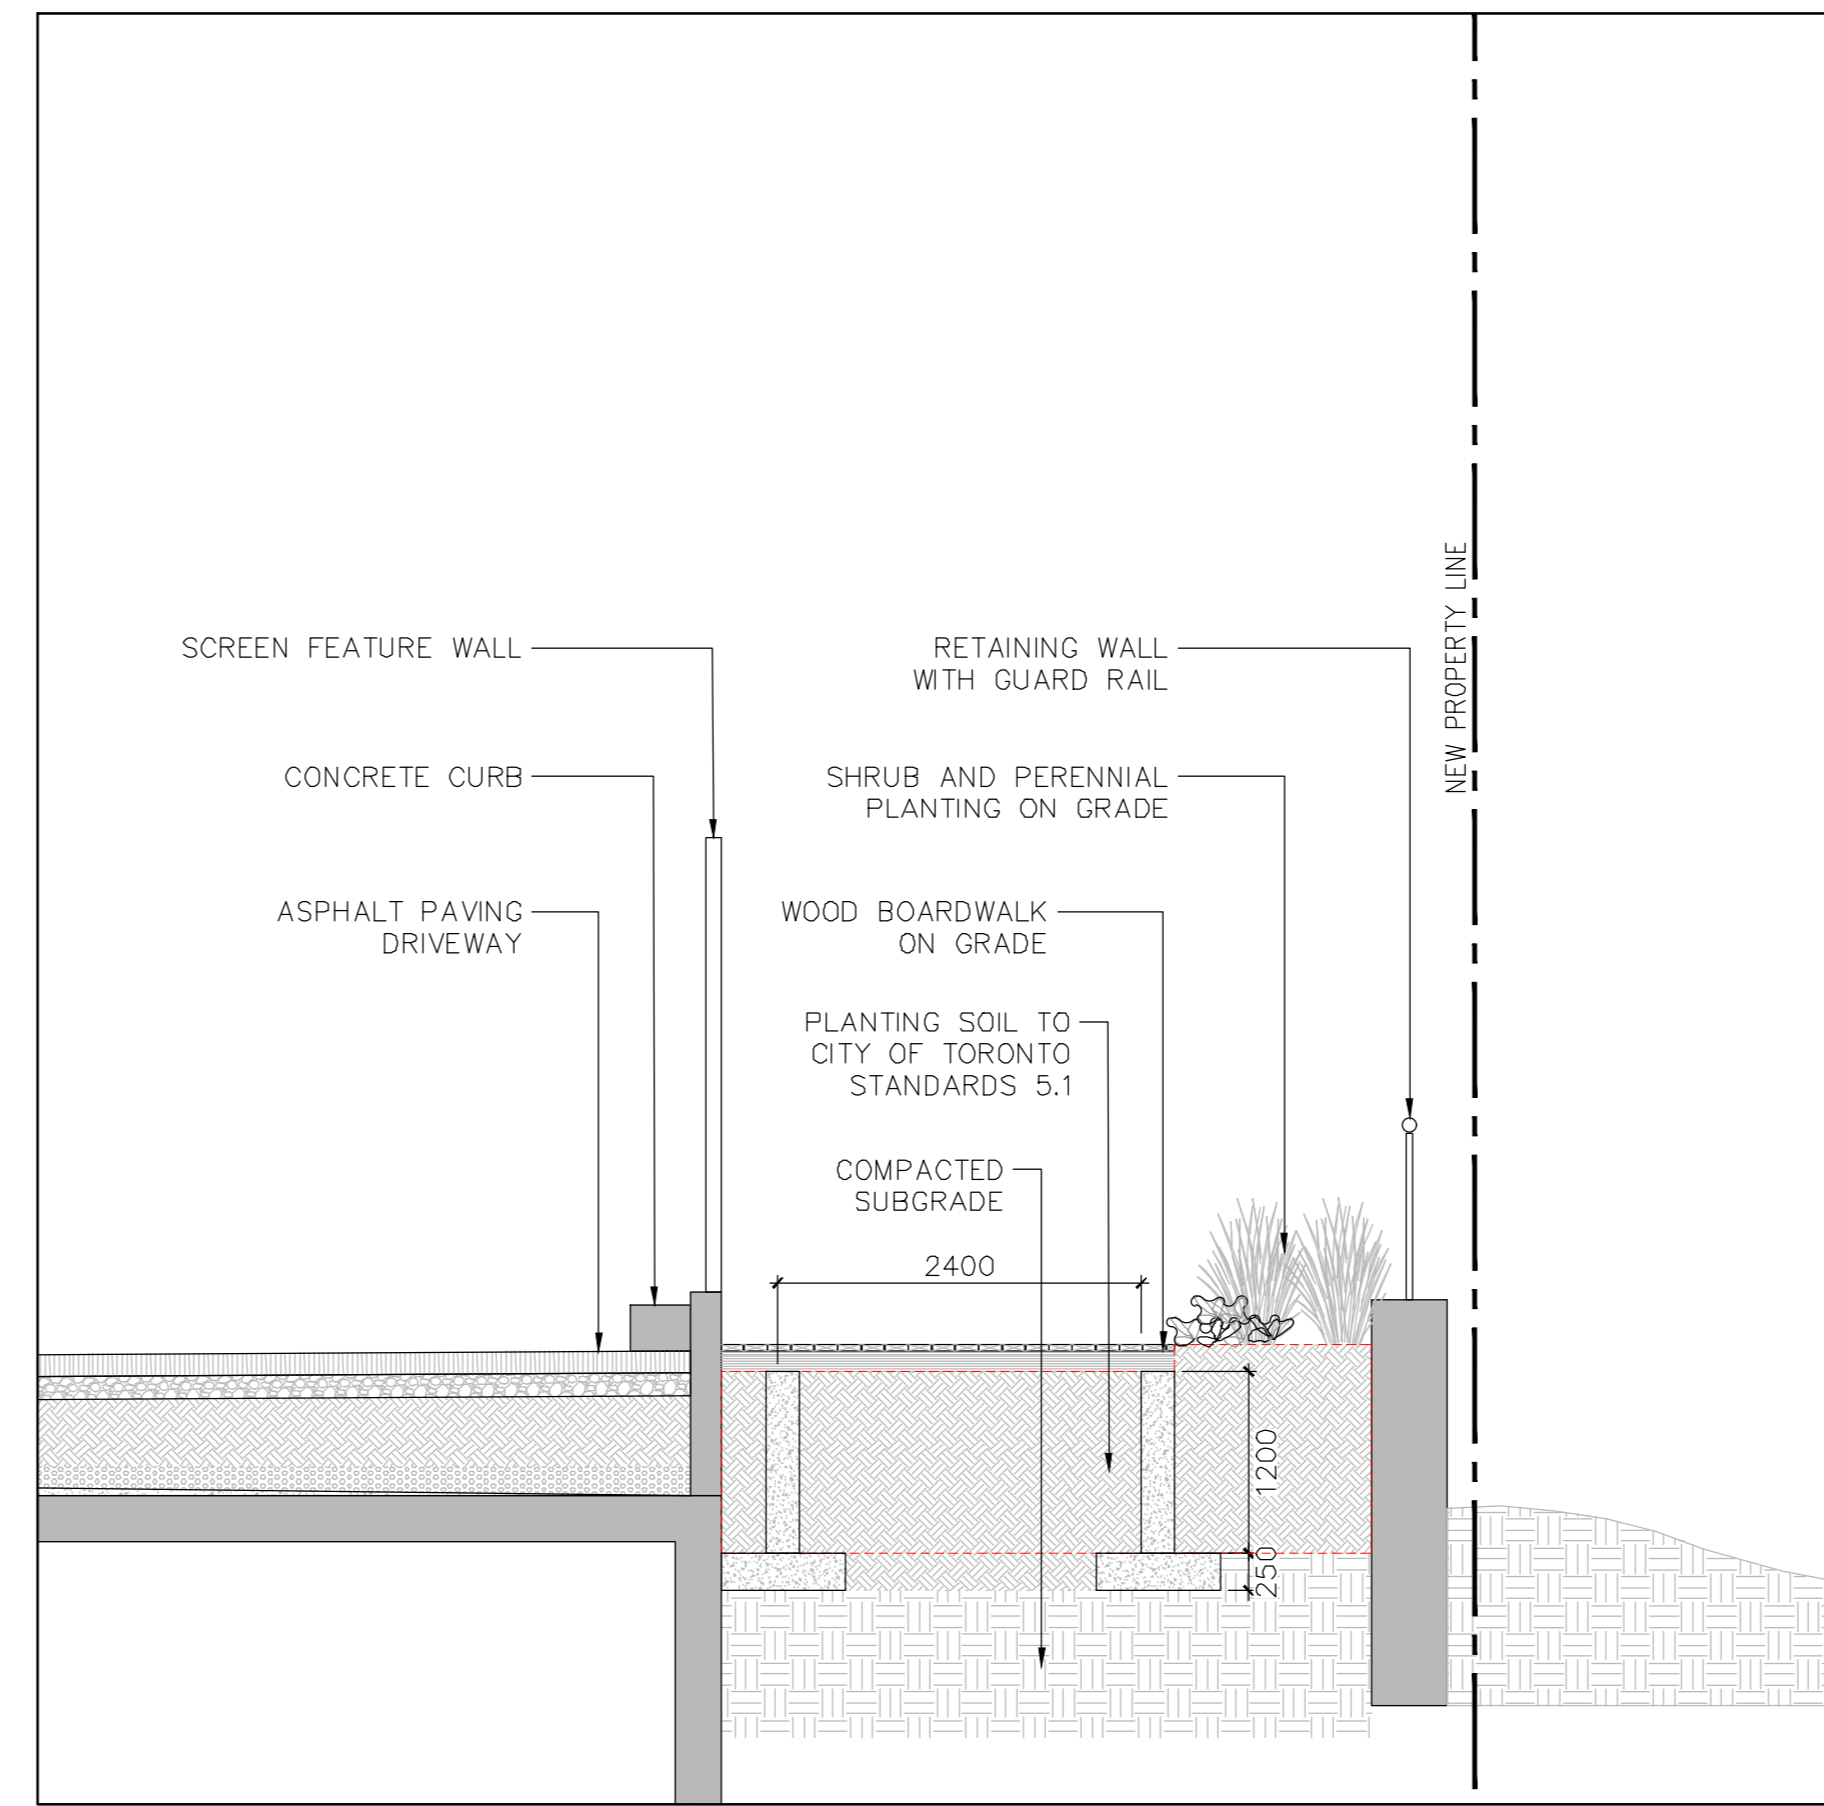 NEW PROPERTY LINE
SCREEN FEATURE WALL
RETAINING WALL
WITH GUARD RAIL
CONCRETE CURB
SHRUB AND PERENNIAL
PLANTING ON GRADE
ASPHALT PAVING
DRIVEWAY
WOOD BOARDWALK
ON GRADE
PLANTING SOIL TO
CITY OF TORONTO
STANDARDS 5.1
COMPACTED
SUBGRADE
2400
1200
250